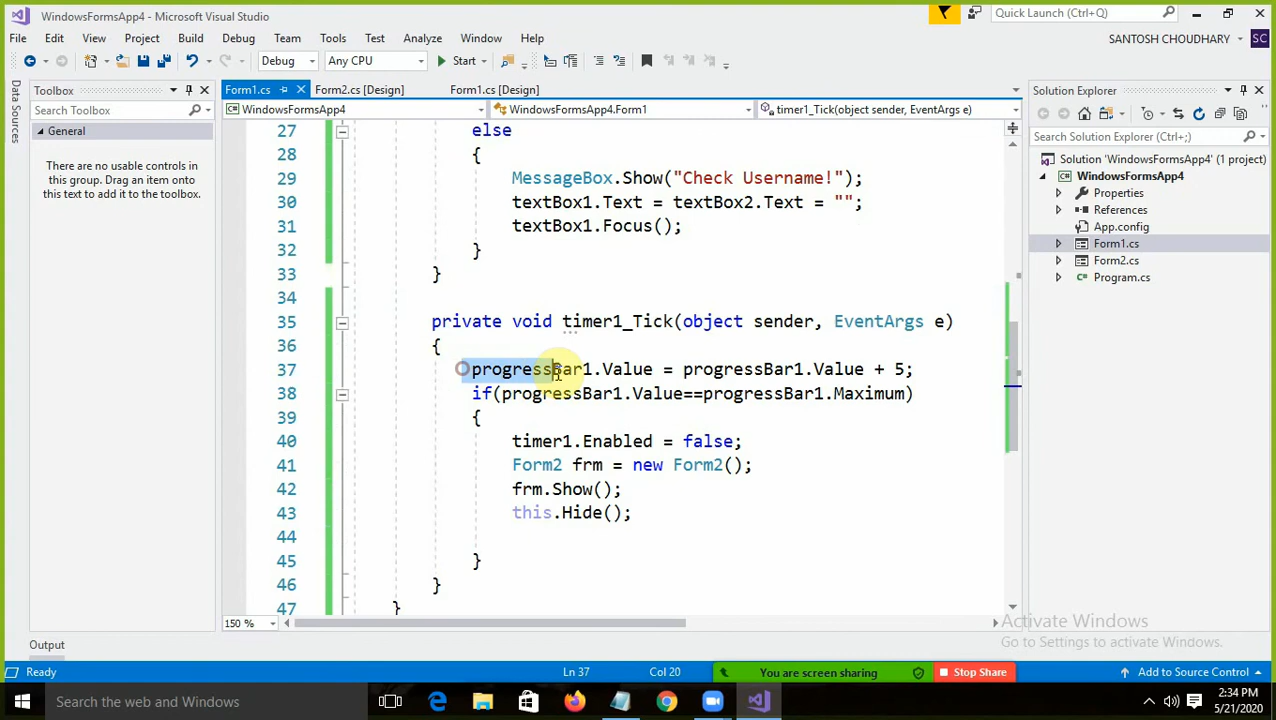 WindowsFormsApp4 - Microsoft Visual Studio
Quick Launch (Ctrl+Q)
File Edit View Project Build Debug Team Tools Test Analyze Window Help
SANTOSH CHOUDHARY SC
Debug Any CPU Start
Data Sources
Toolbox
Search Toolbox
General
There are no usable controls in
this group. Drag an item onto
this text to add it to the toolbox.
Form1.cs Form2.cs [Design] Form1.cs [Design]
WindowsFormsApp4 WindowsFormsApp4.Form1 timer1_Tick(object sender, EventArgs e)
27 else
28 {
29 MessageBox.Show("Check Username!");
30 textBox1.Text = textBox2.Text = "";
31 textBox1.Focus();
32 }
33 }
34
35 private void timer1_Tick(object sender, EventArgs e)
36 {
37 progressBar1.Value = progressBar1.Value + 5;
38 if(progressBar1.Value==progressBar1.Maximum)
39 {
40 timer1.Enabled = false;
41 Form2 frm = new Form2();
42 frm.Show();
43 this.Hide();
44
45 }
46 }
47 }
150 %
Solution Explorer
Search Solution Explorer (Ctrl+;)
Solution 'WindowsFormsApp4' (1 project)
WindowsFormsApp4
Properties
References
App.config
Form1.cs
Form2.cs
Program.cs
Activate Windows
Go to Settings to activate Windows.
Output
Ready Ln 37 Col 20 You are screen sharing Stop Share Add to Source Control
Search the web and Windows
2:34 PM
5/21/2020